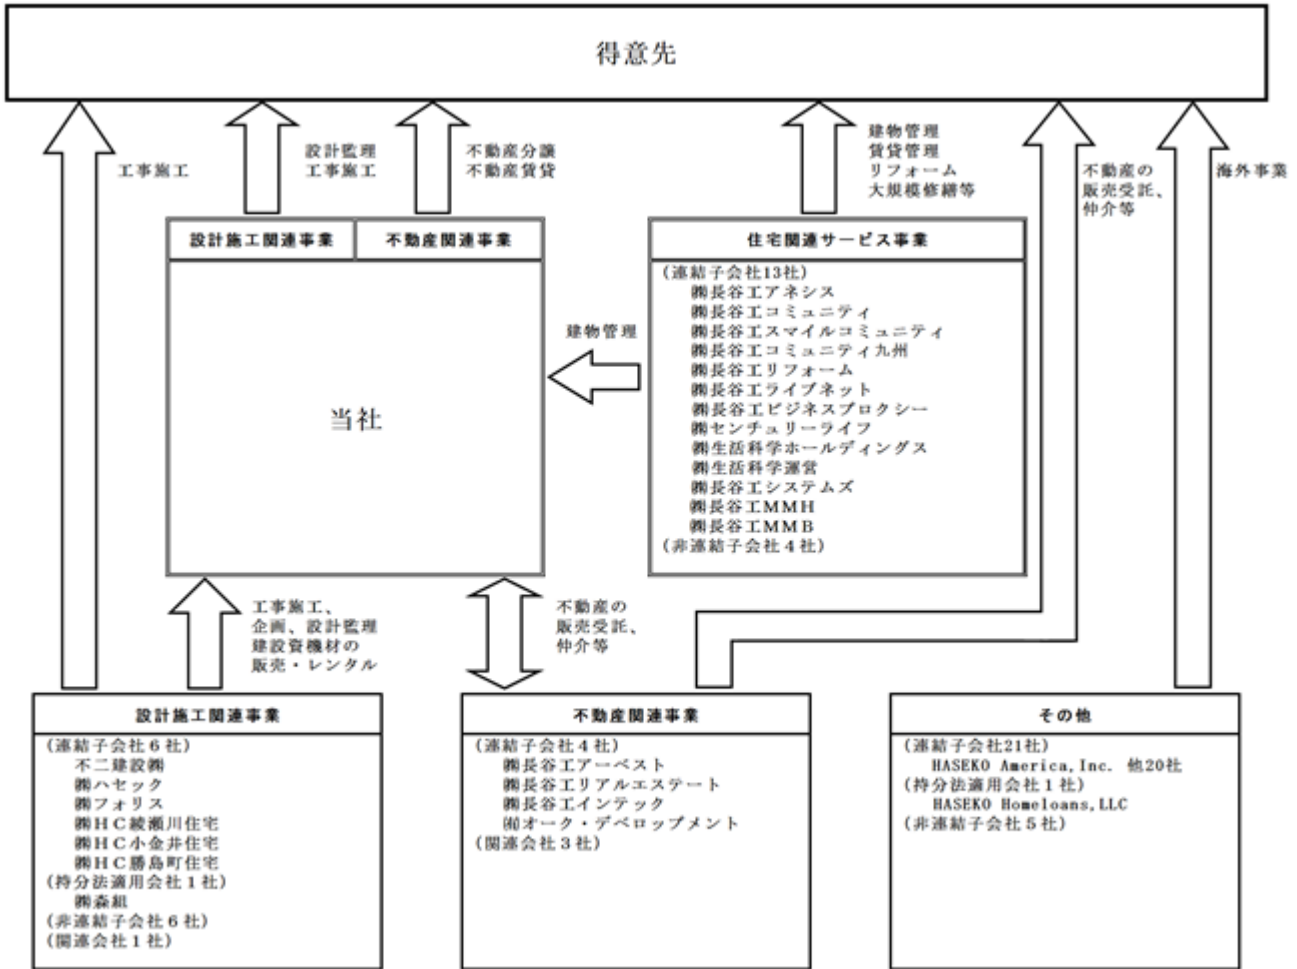 得意先
工事施工
設計監理
工事施工
不動産分譲
不動産賃貸
建物管理
賃貸管理
リフォーム
大規模修繕等
不動産の
販売受託、
仲介等
海外事業
設計施工関連事業
不動産関連事業
当社
建物管理
住宅関連サービス事業
(連結子会社13社)
㈱長谷工アネシス
㈱長谷工コミュニティ
㈱長谷工スマイルコミュニティ
㈱長谷工コミュニティ九州
㈱長谷工リフォーム
㈱長谷工ライブネット
㈱長谷工ビジネスプロクシー
㈱センチュリーライフ
㈱生活科学ホールディングス
㈱生活科学運営
㈱長谷工システムズ
㈱長谷工ＭＭＨ
㈱長谷工ＭＭＢ
(非連結子会社４社)
工事施工、
企画、設計監理
建設資機材の
販売・レンタル
不動産の
販売受託、
仲介等
設計施工関連事業
(連結子会社６社)
不二建設㈱
㈱ハセック
㈱フォリス
㈱ＨＣ綾瀬川住宅
㈱ＨＣ小金井住宅
㈱ＨＣ勝島町住宅
(持分法適用会社１社)
㈱森組
(非連結子会社６社)
(関連会社１社)
不動産関連事業
(連結子会社４社)
㈱長谷工アーベスト
㈱長谷工リアルエステート
㈱長谷工インテック
㈲オーク・デベロップメント
(関連会社３社)
その他
(連結子会社21社)
HASEKO America,Inc. 他20社
(持分法適用会社１社)
HASEKO Homeloans,LLC
(非連結子会社５社)